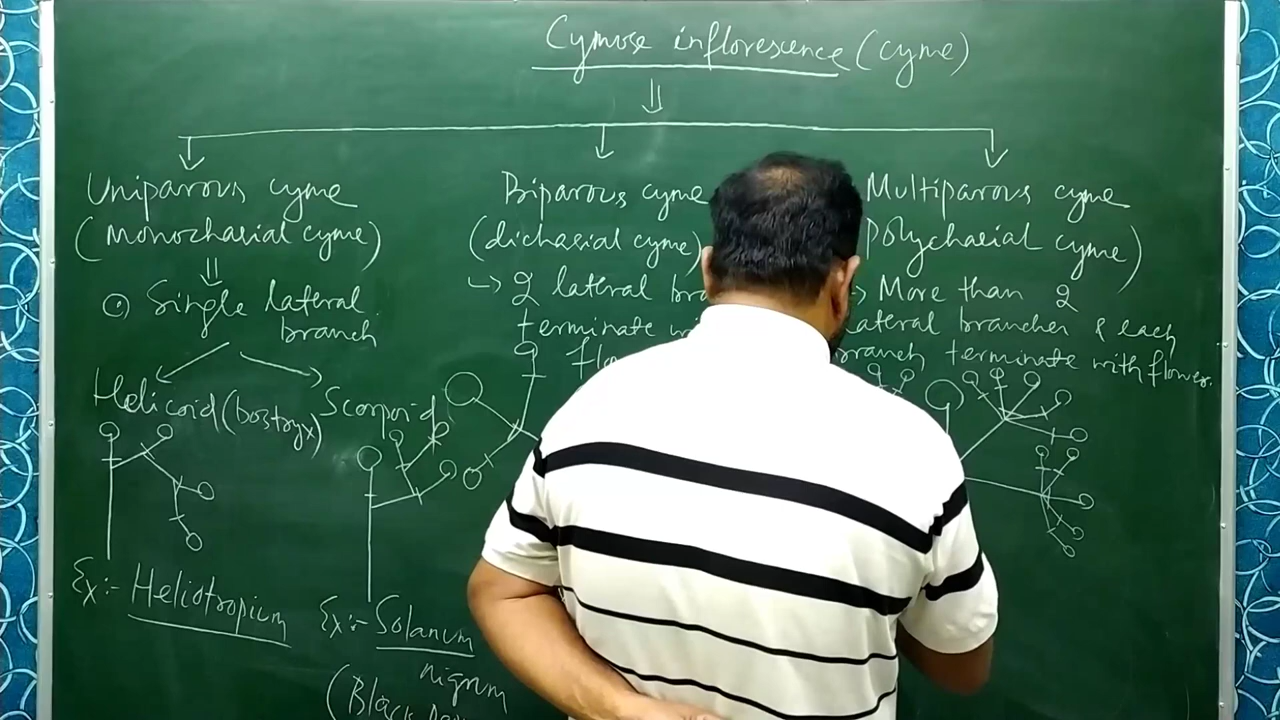 Cymose inflorescence (cyme)
⇓
Uniparous cyme
(Monochasial cyme)
⇓
Single lateral
branch
Helicoid (bostryx)
Scorpioid
Ex:- Heliotropium
Ex:- Solanum
nigrum
(Black
Biparous cyme
(dichasial cyme)
↳ 2 lateral
terminate
Multiparous cyme
Polychasial cyme)
→ More than 2
lateral branches & each
branch terminate with flower.